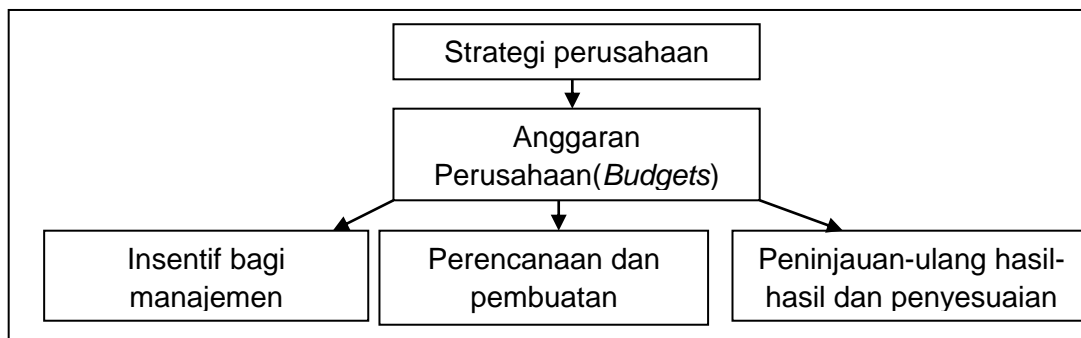 Strategi perusahaan
Anggaran
Perusahaan(Budgets)
Insentif bagi
manajemen
Perencanaan dan
pembuatan
Peninjauan-ulang hasil-
hasil dan penyesuaian